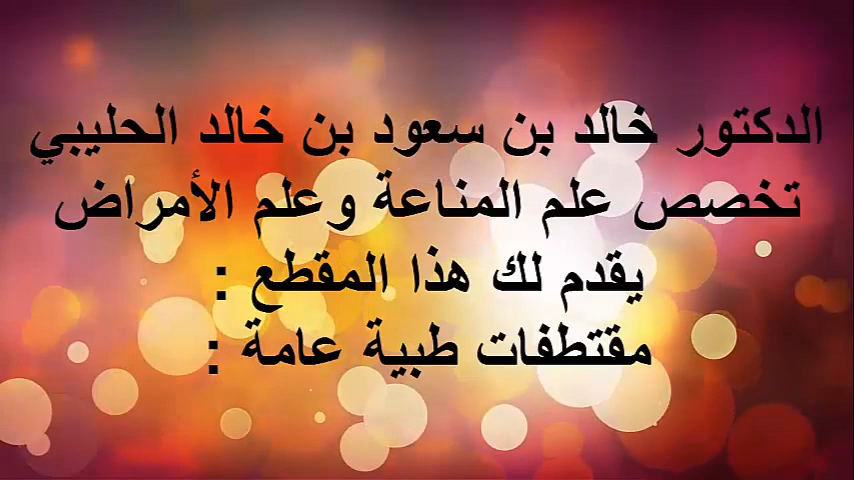 الدكتور خالد بن سعود بن خالد الحليبي
تخصص علم المناعة وعلم الأمراض
يقدم لك هذا المقطع :
مقتطفات طبية عامة :